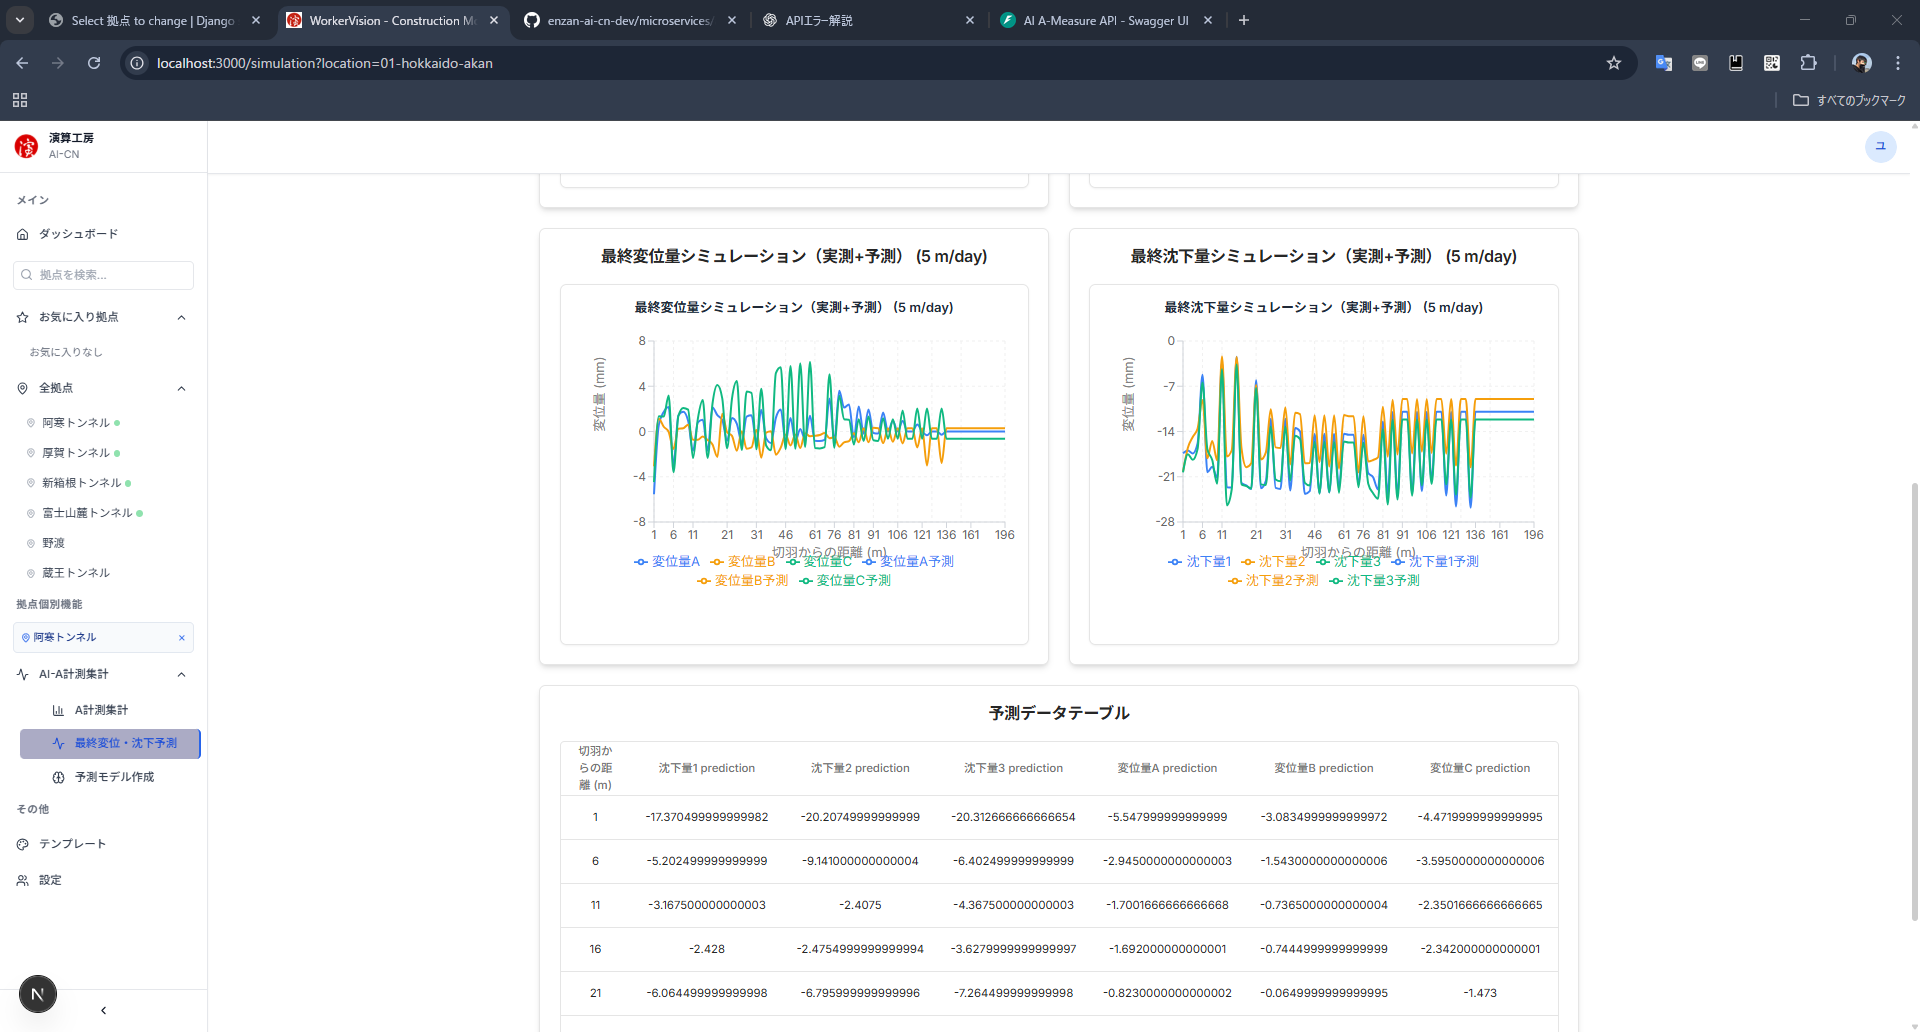 Select 拠点 to change | Django
WorkerVision - Construction Mo
enzan-ai-cn-dev/microservices/
APIエラー解説
AI A-Measure API - Swagger UI
localhost:3000/simulation?location=01-hokkaido-akan
すべてのブックマーク
演算工房
AI-CN
ユ
メイン
ダッシュボード
拠点を検索...
お気に入り拠点
お気に入りなし
全拠点
阿寒トンネル
厚賀トンネル
新箱根トンネル
富士山麓トンネル
野渡
蔵王トンネル
拠点個別機能
阿寒トンネル ×
AI-A計測集計
A計測集計
最終変位・沈下予測
予測モデル作成
その他
テンプレート
設定
N
最終変位量シミュレーション（実測+予測） (5 m/day)
最終変位量シミュレーション（実測+予測） (5 m/day)
変位量 (mm)
8
4
0
-4
-8
1 6 11 21 31 46 61 76 81 91 106 121 136 161 196
切羽からの距離 (m)
変位量A 変位量B 変位量C 変位量A予測
変位量B予測 変位量C予測
最終沈下量シミュレーション（実測+予測） (5 m/day)
最終沈下量シミュレーション（実測+予測） (5 m/day)
変位量 (mm)
0
-7
-14
-21
-28
1 6 11 21 31 46 61 76 81 91 106 121 136 161 196
切羽からの距離 (m)
沈下量1 沈下量2 沈下量3 沈下量1予測
沈下量2予測 沈下量3予測
予測データテーブル
切羽からの距離 (m) 沈下量1 prediction 沈下量2 prediction 沈下量3 prediction 変位量A prediction 変位量B prediction 変位量C prediction
1 -17.370499999999982 -20.20749999999999 -20.312666666666654 -5.547999999999999 -3.0834999999999972 -4.4719999999999995
6 -5.202499999999999 -9.141000000000004 -6.402499999999999 -2.9450000000000003 -1.5430000000000006 -3.5950000000000006
11 -3.167500000000003 -2.4075 -4.367500000000003 -1.7001666666666668 -0.7365000000000004 -2.3501666666666665
16 -2.428 -2.4754999999999994 -3.6279999999999997 -1.692000000000001 -0.7444999999999999 -2.342000000000001
21 -6.064499999999998 -6.795999999999996 -7.264499999999998 -0.8230000000000002 -0.0649999999999995 -1.473